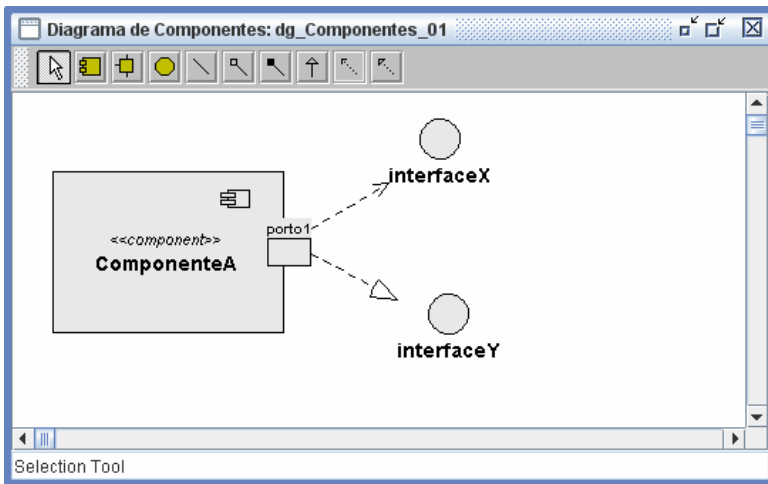 Diagrama de Componentes: dg_Componentes_01
interfaceX
porto1
<<component>>
ComponenteA
interfaceY
Selection Tool